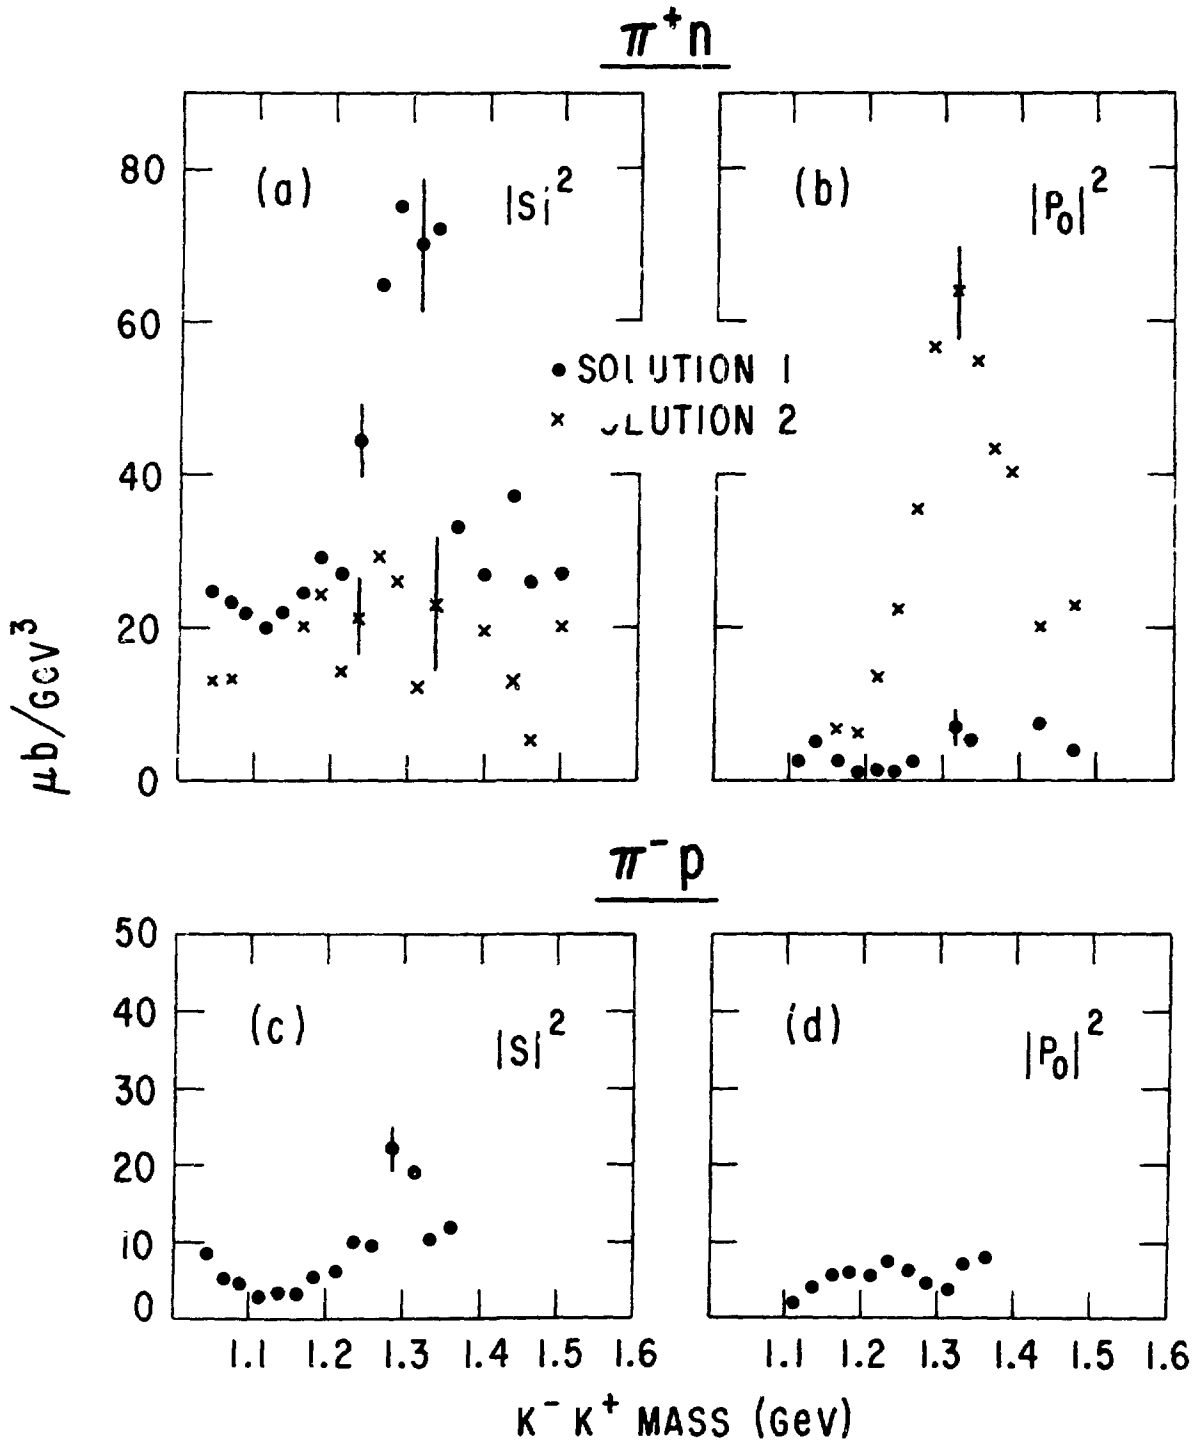 π⁺n
80
60
40
20
0
(a)
|S|²
(b)
|P₀|²
• SOLUTION 1
× OLUTION 2
μb/GeV³
π⁻p
50
40
30
20
10
0
(c)
|S|²
(d)
|P₀|²
1.1 1.2 1.3 1.4 1.5 1.6
1.1 1.2 1.3 1.4 1.5 1.6
K⁻ K⁺ MASS (GeV)